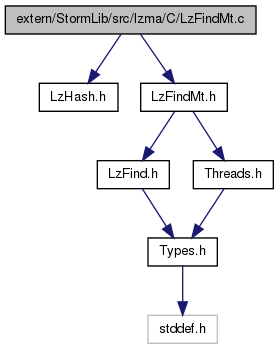 extern/StormLib/src/lzma/C/LzFindMt.c
LzHash.h
LzFindMt.h
LzFind.h
Threads.h
Types.h
stddef.h